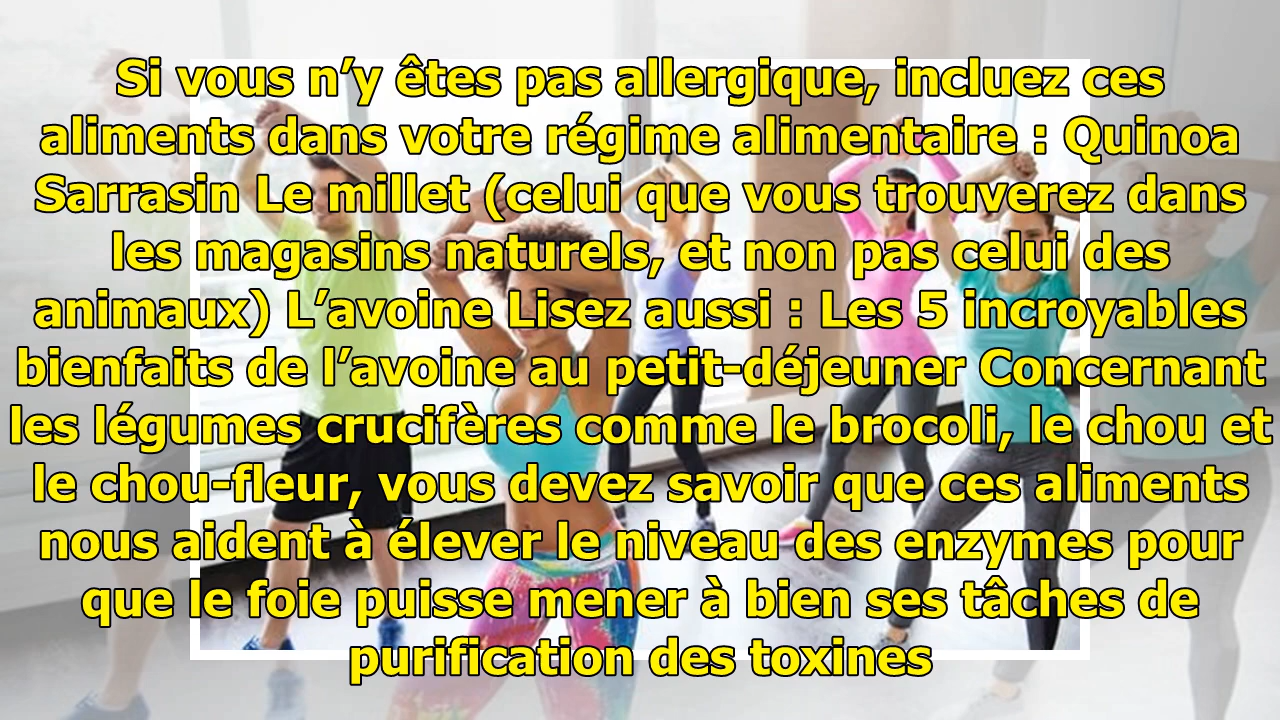 Si vous n’y êtes pas allergique, incluez ces
aliments dans votre régime alimentaire : Quinoa
Sarrasin Le millet (celui que vous trouverez dans
les magasins naturels, et non pas celui des
animaux) L’avoine Lisez aussi : Les 5 incroyables
bienfaits de l’avoine au petit-déjeuner Concernant
les légumes crucifères comme le brocoli, le chou et
le chou-fleur, vous devez savoir que ces aliments
nous aident à élever le niveau des enzymes pour
que le foie puisse mener à bien ses tâches de
purification des toxines